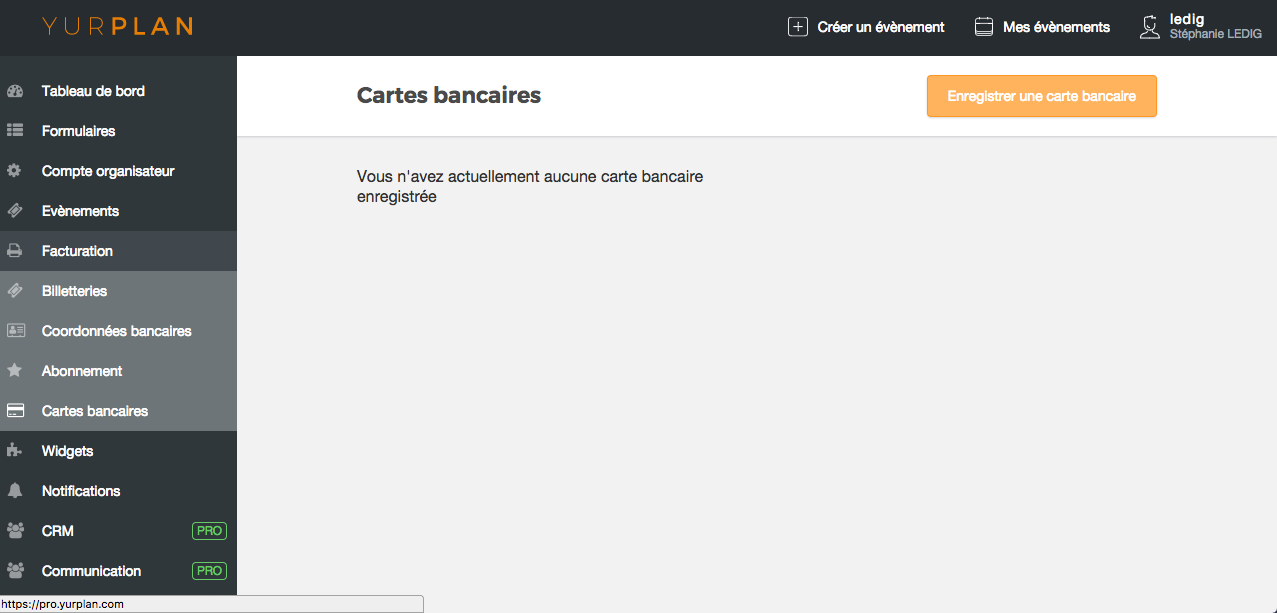 YURPLAN
Créer un évènement
Mes évènements
ledig
Stéphanie LEDIG
Tableau de bord
Formulaires
Compte organisateur
Evènements
Facturation
Billetteries
Coordonnées bancaires
Abonnement
Cartes bancaires
Widgets
Notifications
CRM PRO
Communication PRO
Cartes bancaires
Enregistrer une carte bancaire
Vous n'avez actuellement aucune carte bancaire
enregistrée
https://pro.yurplan.com